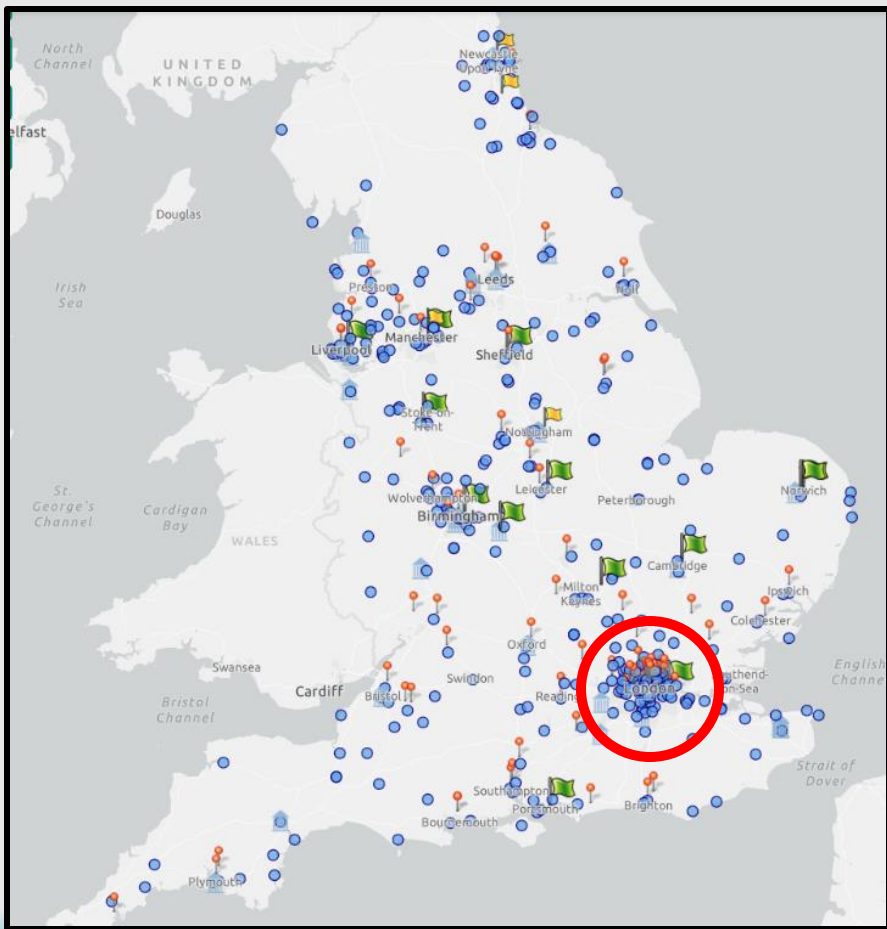 North
Channel
UNITED
KINGDOM
Newcastle
upon Tyne
elfast
Douglas
Irish
Sea
Preston
Leeds
Hull
Liverpool
Manchester
Sheffield
Stoke-on-
Trent
Nottingham
St.
George's
Channel
Cardigan
Bay
WALES
Wolverhampton
Birmingham
Leicester
Peterborough
Norwich
Milton
Keynes
Cambridge
Ipswich
Colchester
Oxford
Swansea
Cardiff
Bristol
Channel
Bristol
Swindon
Reading
London
uthend-
on-Sea
English
Channe
Strait of
Dover
Southampton
Portsmouth
Bournemouth
Brighton
Plymouth